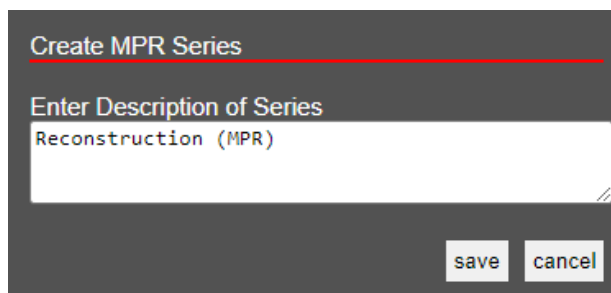 Create MPR Series
Enter Description of Series
Reconstruction (MPR)
save cancel